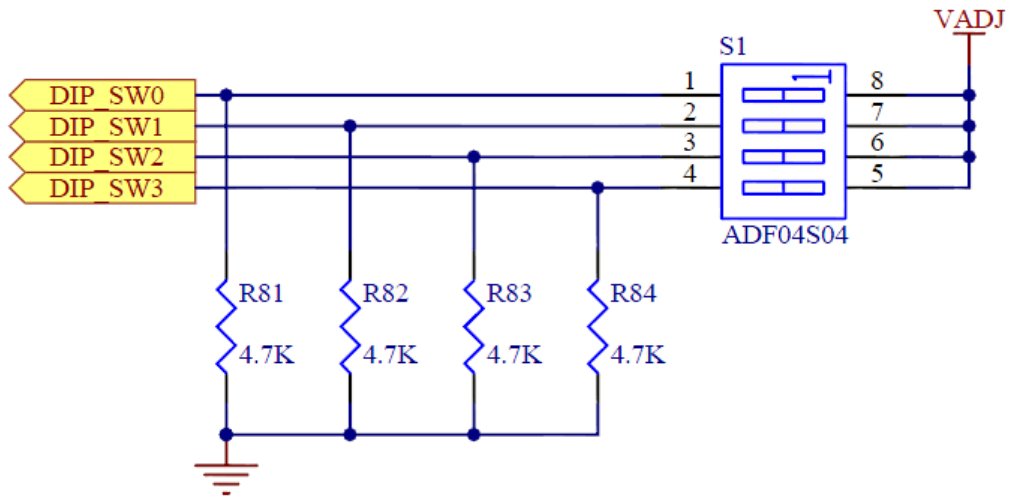 VADJ
S1
DIP_SW0 1 8
DIP_SW1 2 7
DIP_SW2 3 6
DIP_SW3 4 5
ADF04S04
R81 R82 R83 R84
4.7K 4.7K 4.7K 4.7K